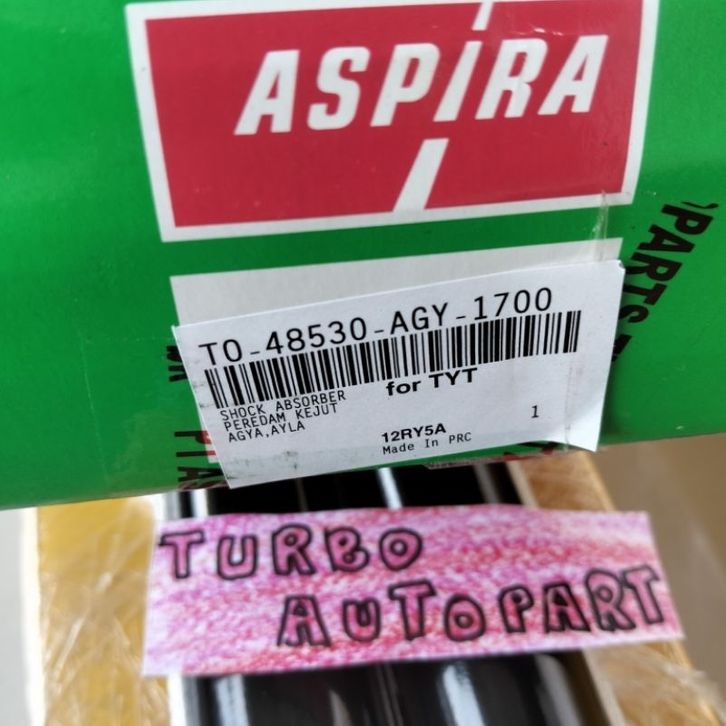 ASPIRA
PARTS
TO-48530-AGY-1700
for TYT
SHOCK ABSORBER
PEREDAM KEJUT
AGYA,AYLA
12RY5A
1
Made In PRC
TURBO
AUTOPART